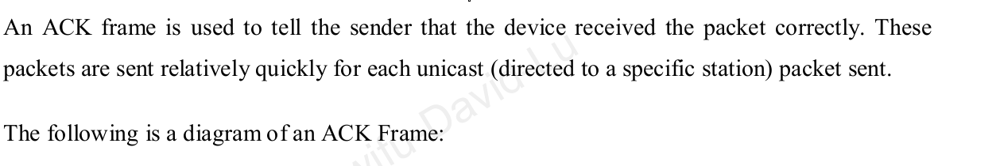 An ACK frame is used to tell the sender that the device received the packet correctly. These
packets are sent relatively quickly for each unicast (directed to a specific station) packet sent.
The following is a diagram of an ACK Frame:
David Lu